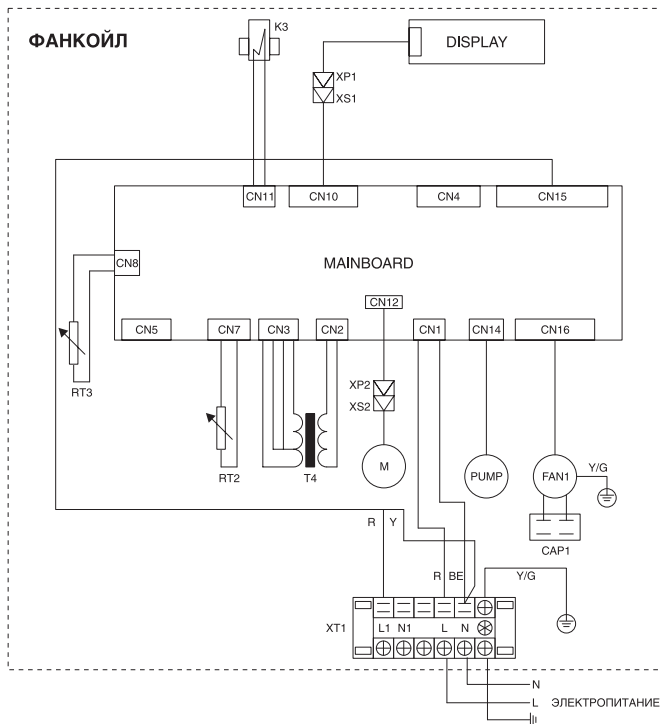 ФАНКОЙЛ
K3
DISPLAY
XP1
XS1
CN11
CN10
CN4
CN15
CN8
MAINBOARD
CN12
CN5
CN7
CN3
CN2
CN1
CN14
CN16
RT3
XP2
XS2
RT2
T4
M
PUMP
FAN1
Y/G
CAP1
R Y
R BE
Y/G
XT1
L1 N1 L N
N
L ЭЛЕКТРОПИТАНИЕ